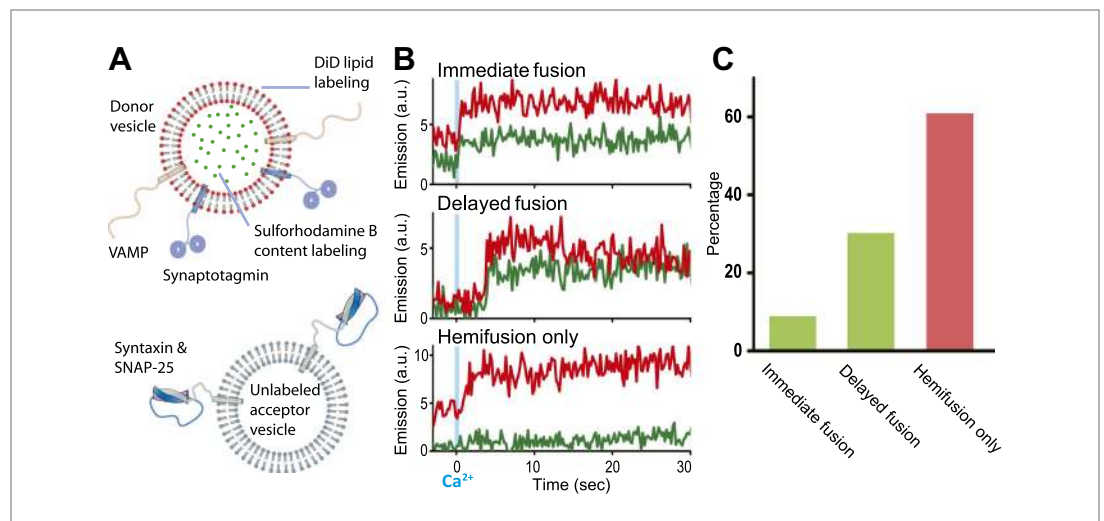 A
DiD lipid
labeling
Donor
vesicle
VAMP
Sulforhodamine B
content labeling
Synaptotagmin
Syntaxin &
SNAP-25
Unlabeled
acceptor
vesicle
B
Immediate fusion
Emission (a.u.)
5
0
Delayed fusion
Emission (a.u.)
5
0
Hemifusion only
Emission (a.u.)
10
5
0
0 10 20 30
Ca²⁺
Time (sec)
C
Percentage
60
40
20
0
Immediate fusion
Delayed fusion
Hemifusion only